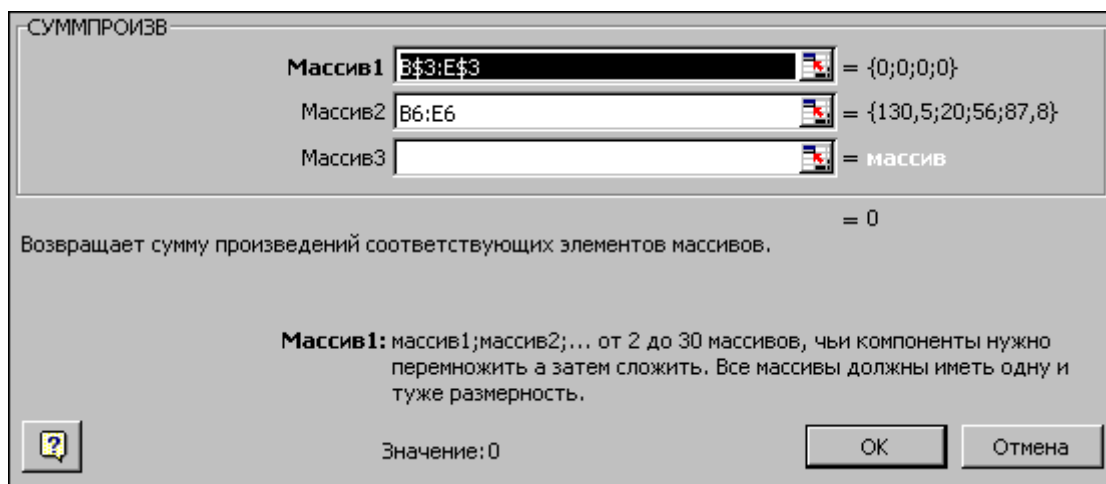 СУММПРОИЗВ
Массив1 B$3:E$3 = {0;0;0;0}
Массив2 B6:E6 = {130,5;20;56;87,8}
Массив3 = массив
= 0
Возвращает сумму произведений соответствующих элементов массивов.
Массив1: массив1;массив2;... от 2 до 30 массивов, чьи компоненты нужно
перемножить а затем сложить. Все массивы должны иметь одну и
туже размерность.
? Значение:0 OK Отмена